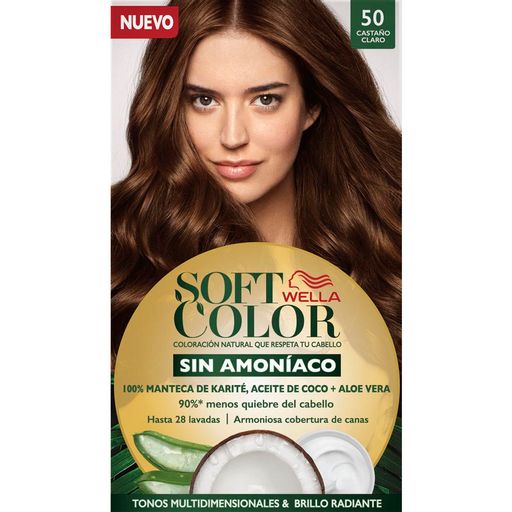 NUEVO
50
CASTAÑO
CLARO
SOFT
WELLA
COLOR
COLORACIÓN NATURAL QUE RESPETA TU CABELLO
SIN AMONÍACO
100% MANTECA DE KARITÉ, ACEITE DE COCO + ALOE VERA
90%* menos quiebre del cabello
Hasta 28 lavadas | Armoniosa cobertura de canas
TONOS MULTIDIMENSIONALES & BRILLO RADIANTE